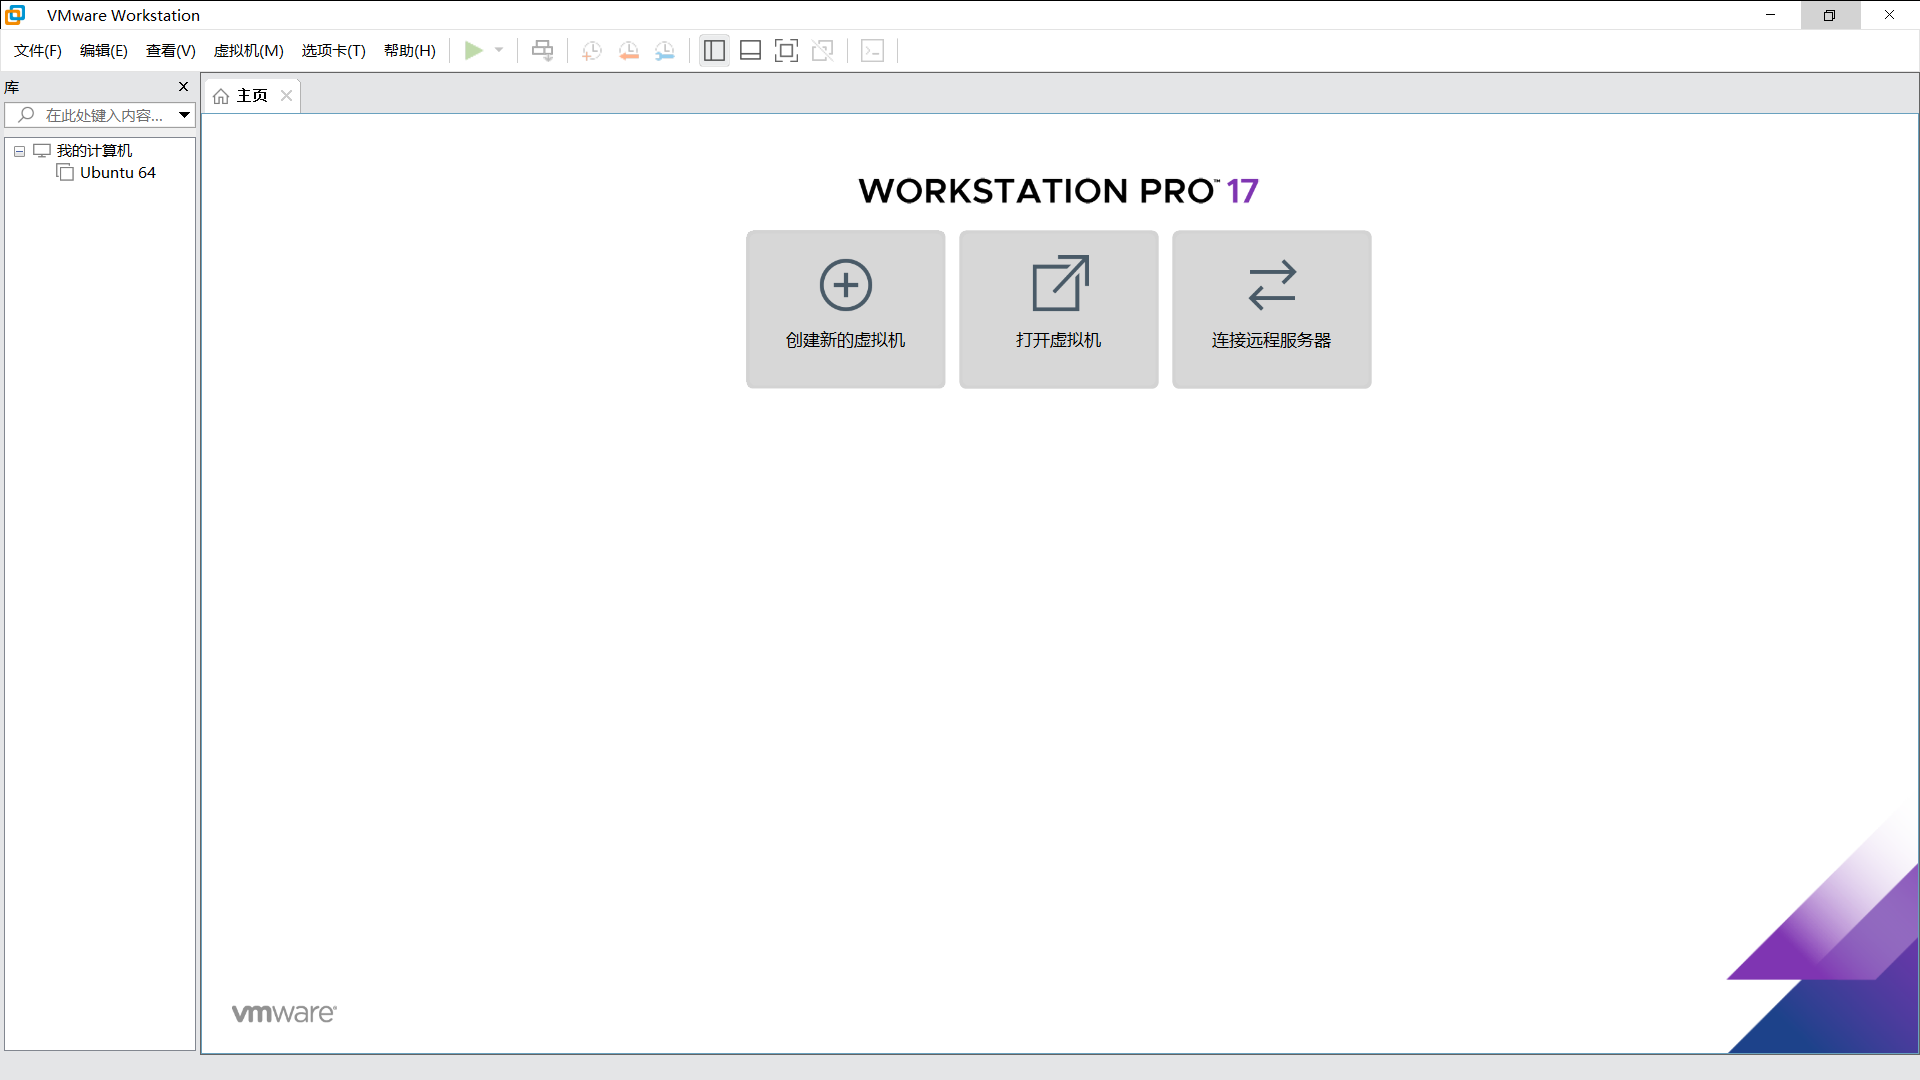 VMware Workstation
文件(F) 编辑(E) 查看(V) 虚拟机(M) 选项卡(T) 帮助(H)
库
在此处键入内容...
我的计算机
Ubuntu 64
主页
WORKSTATION PRO™ 17
创建新的虚拟机 打开虚拟机 连接远程服务器
vmware®